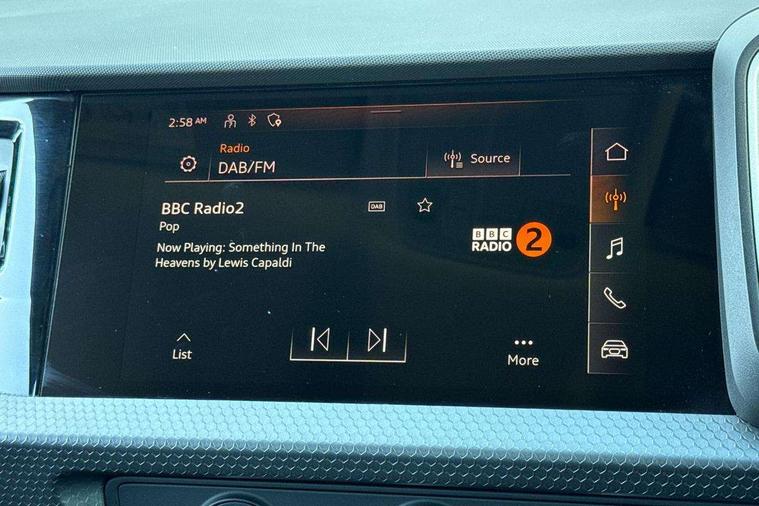 2:58 AM
Radio
DAB/FM
Source
BBC Radio2
DAB
Pop
Now Playing: Something In The
Heavens by Lewis Capaldi
BBC
RADIO 2
List
More